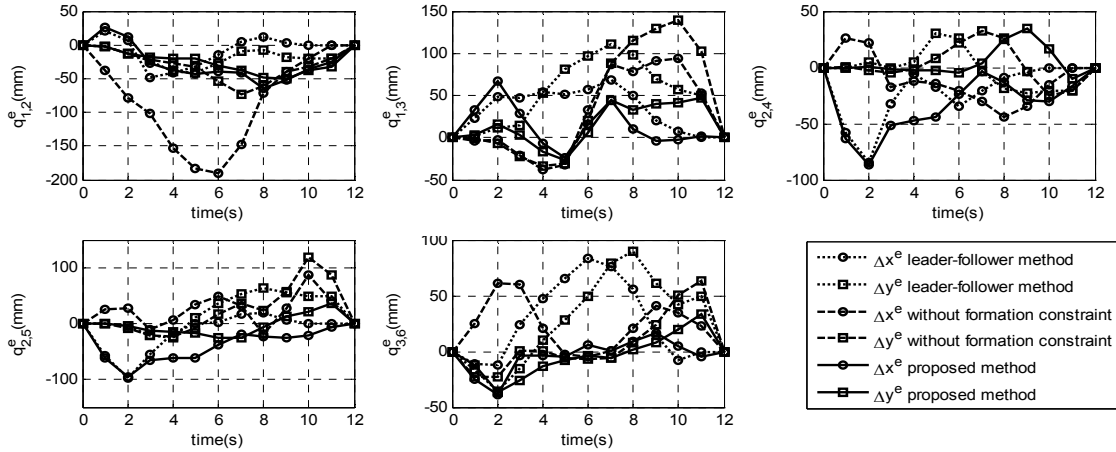 50
0
-50
-100
-150
-200
0 2 4 6 8 10 12
time(s)
q^e_{1,2}(mm)
150
100
50
0
-50
0 2 4 6 8 10 12
time(s)
q^e_{1,3}(mm)
50
0
-50
-100
0 2 4 6 8 10 12
time(s)
q^e_{2,4}(mm)
100
0
-100
0 2 4 6 8 10 12
time(s)
q^e_{2,5}(mm)
100
50
0
-50
0 2 4 6 8 10 12
time(s)
q^e_{3,6}(mm)
Δx^e leader-follower method
Δy^e leader-follower method
Δx^e without formation constraint
Δy^e without formation constraint
Δx^e proposed method
Δy^e proposed method